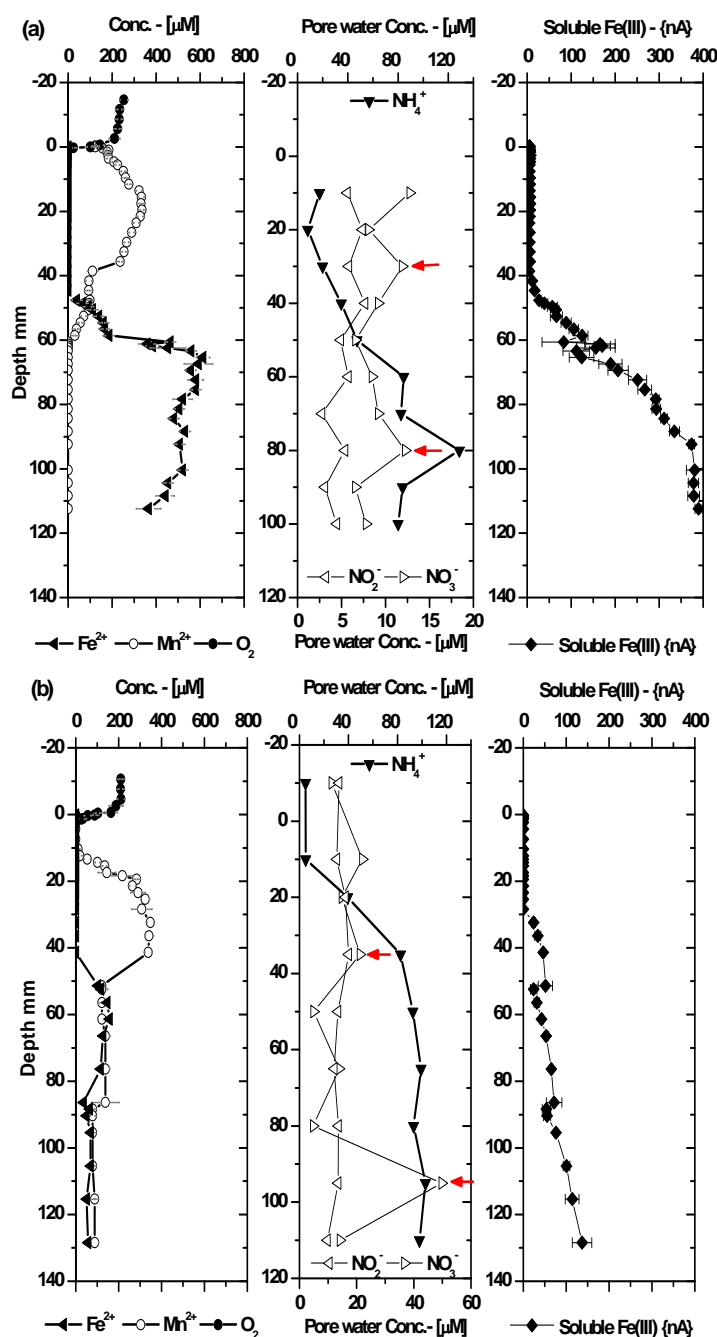 (a)
Conc. - [µM]
0 200 400 600 800
-20
0
20
40
60
80
100
120
140
Depth mm
Fe2+ Mn2+ O2
Pore water Conc. - [µM]
0 40 80 120
NH4+
-20
0
20
40
60
80
100
120
NO2- NO3-
0 5 10 15 20
Pore water Conc. - [µM]
Soluble Fe(III) - {nA}
0 100 200 300 400
-20
0
20
40
60
80
100
120
140
Soluble Fe(III) {nA}
(b)
Conc. - [µM]
0 200 400 600 800
-20
0
20
40
60
80
100
120
140
Depth mm
Fe2+ Mn2+ O2
Pore water Conc. - [µM]
0 40 80 120
NH4+
-20
0
20
40
60
80
100
120
NO2- NO3-
0 20 40 60
Pore water Conc. - [µM]
Soluble Fe(III) - {nA}
0 100 200 300 400
-20
0
20
40
60
80
100
120
140
Soluble Fe(III) {nA}